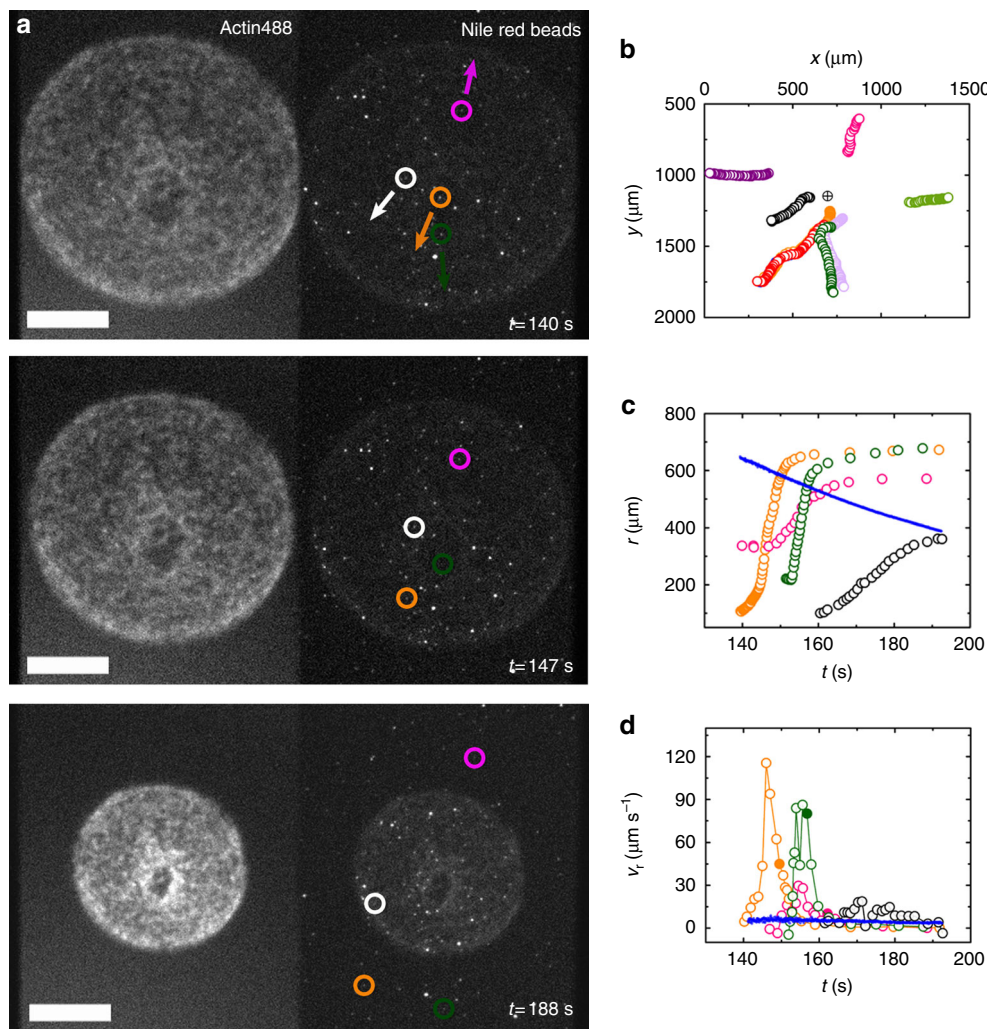 a
Actin488
Nile red beads
t=140 s
t=147 s
t=188 s
b
x (μm)
0 500 1000 1500
500
1000
1500
2000
y (μm)
c
800
600
400
200
r (μm)
140 160 180 200
t (s)
d
120
90
60
30
0
vr (μm s⁻¹)
140 160 180 200
t (s)